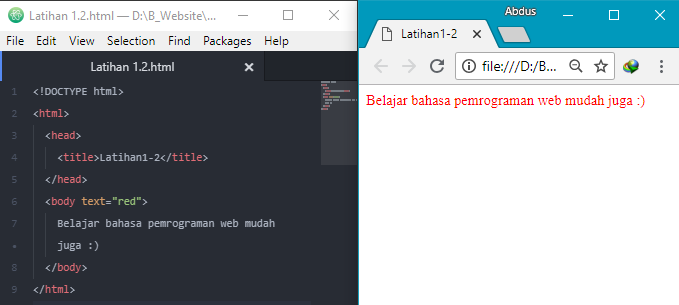 Latihan 1.2.html — D:\B_Website\...
File Edit View Selection Find Packages Help
Latihan 1.2.html
1 <!DOCTYPE html>
2 <html>
3 <head>
4 <title>Latihan1-2</title>
5 </head>
6 <body text="red">
7 Belajar bahasa pemrograman web mudah
• juga :)
8 </body>
9 </html>
Abdus
Latihan1-2
file:///D:/B...
Belajar bahasa pemrograman web mudah juga :)